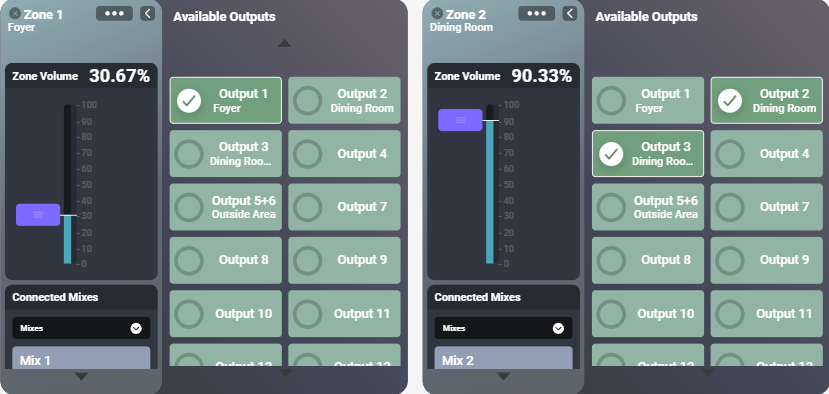 Zone 1
Foyer
Zone Volume 30.67%
- 100
- 90
- 80
- 70
- 60
- 50
- 40
- 30
- 20
- 10
- 0
Connected Mixes
Mixes
Mix 1
Available Outputs
Output 1
Foyer
Output 2
Dining Room
Output 3
Dining Roo...
Output 4
Output 5+6
Outside Area
Output 7
Output 8
Output 9
Output 10
Output 11
Output 12
Output 13
Zone 2
Dining Room
Zone Volume 90.33%
- 100
- 90
- 80
- 70
- 60
- 50
- 40
- 30
- 20
- 10
- 0
Connected Mixes
Mixes
Mix 2
Available Outputs
Output 1
Foyer
Output 2
Dining Room
Output 3
Dining Roo...
Output 4
Output 5+6
Outside Area
Output 7
Output 8
Output 9
Output 10
Output 11
Output 12
Output 13